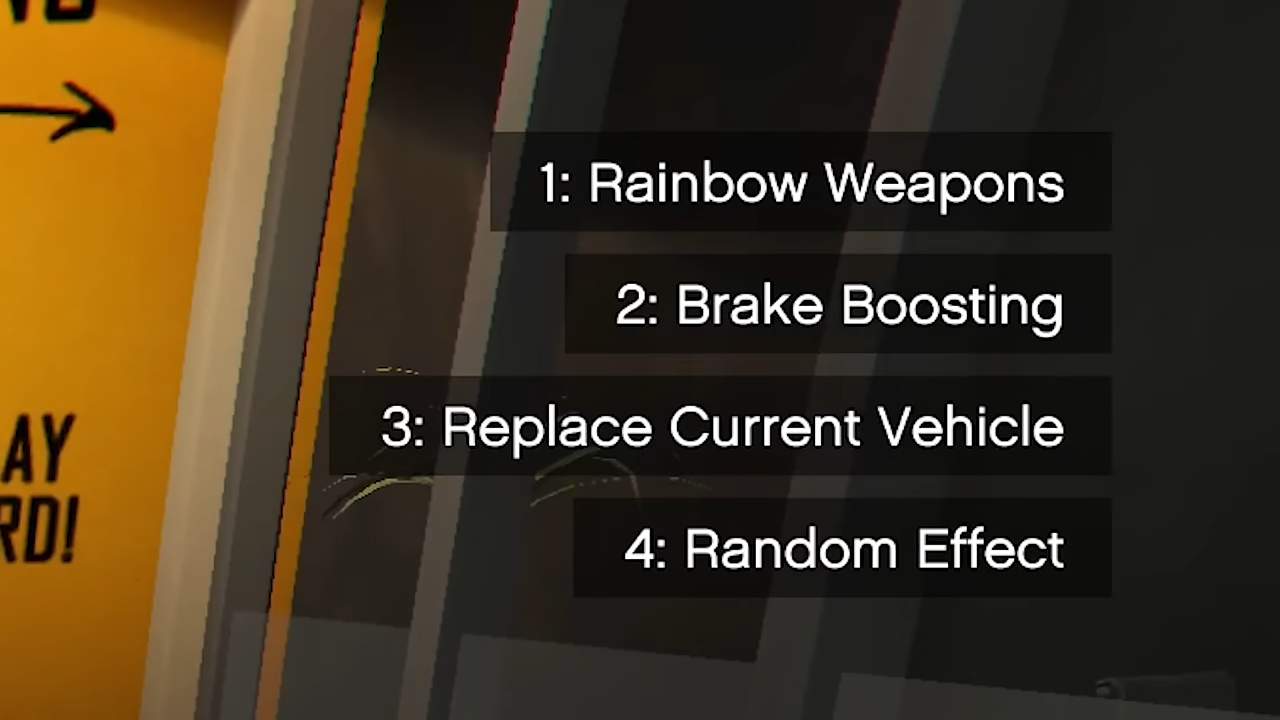 AY
RD!
1: Rainbow Weapons
2: Brake Boosting
3: Replace Current Vehicle
4: Random Effect